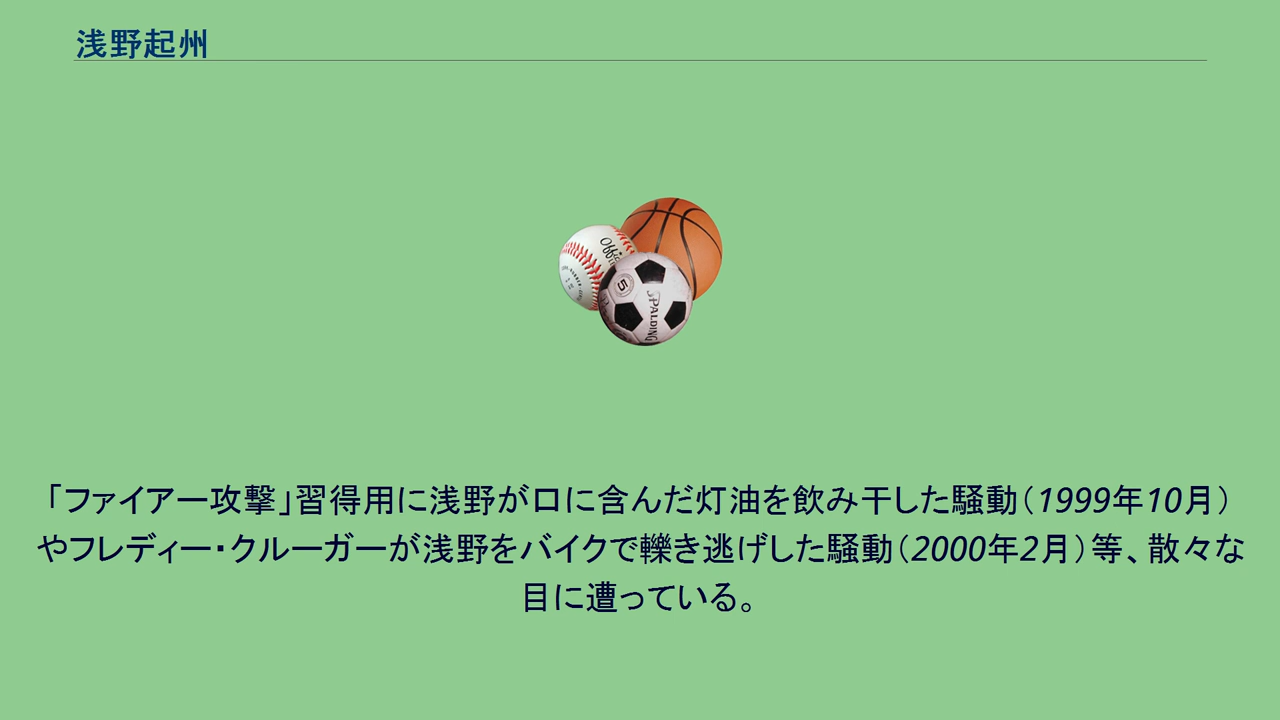 浅野起州
Offici
5
SPALDING
「ファイアー攻撃」習得用に浅野が口に含んだ灯油を飲み干した騒動（1999年10月）
やフレディー・クルーガーが浅野をバイクで轢き逃げした騒動（2000年2月）等、散々な
目に遭っている。